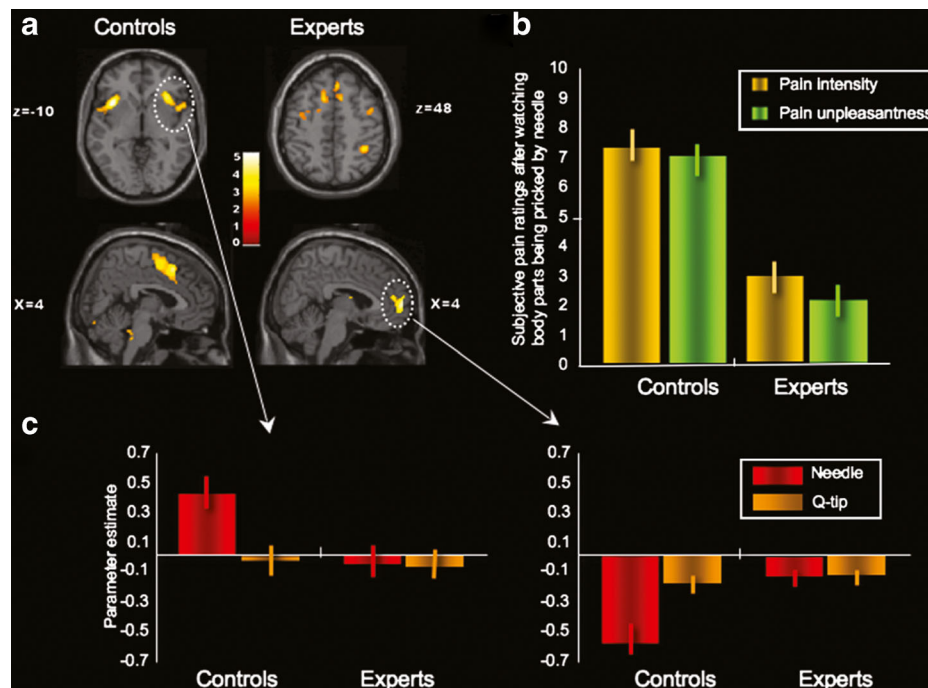 a
Controls
Experts
z=-10
z=48
5
4
3
2
1
0
X=4
X=4
b
Subjective pain ratings after watching
body parts being pricked by needle
10
9
8
7
6
5
4
3
2
1
0
Pain intensity
Pain unpleasantness
Controls
Experts
c
Parameter estimate
0.7
0.5
0.3
0.1
-0.1
-0.3
-0.5
-0.7
Controls
Experts
0.7
0.5
0.3
0.1
-0.1
-0.3
-0.5
-0.7
Needle
Q-tip
Controls
Experts